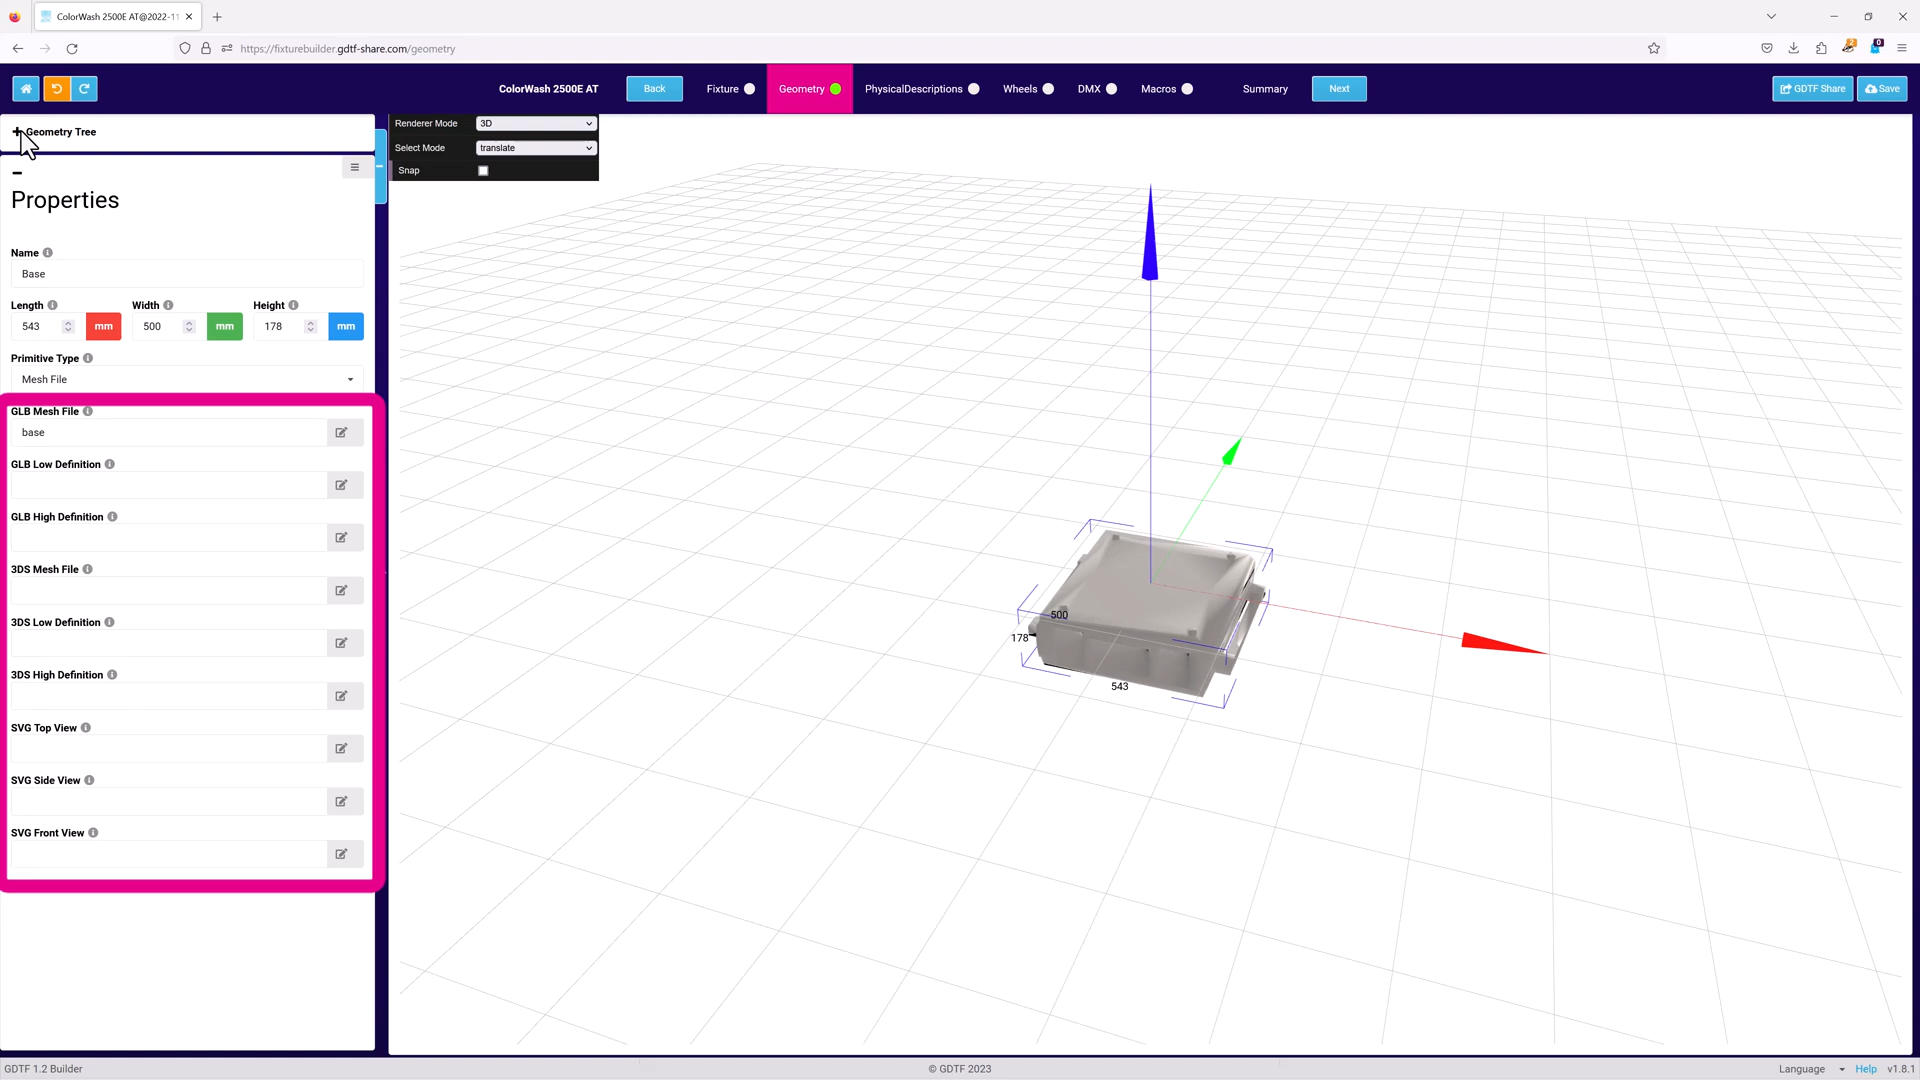 ColorWash 2500E AT@2022-11
https://fixturebuilder.gdtf-share.com/geometry
ColorWash 2500E AT
Back
Fixture
Geometry
PhysicalDescriptions
Wheels
DMX
Macros
Summary
Next
GDTF Share
Save
Geometry Tree
Renderer Mode
3D
Select Mode
translate
Snap
Properties
Name
Base
Length
Width
Height
543
mm
500
mm
178
mm
Primitive Type
Mesh File
GLB Mesh File
base
GLB Low Definition
GLB High Definition
3DS Mesh File
3DS Low Definition
3DS High Definition
SVG Top View
SVG Side View
SVG Front View
500
178
543
GDTF 1.2 Builder
© GDTF 2023
Language
Help
v1.8.1